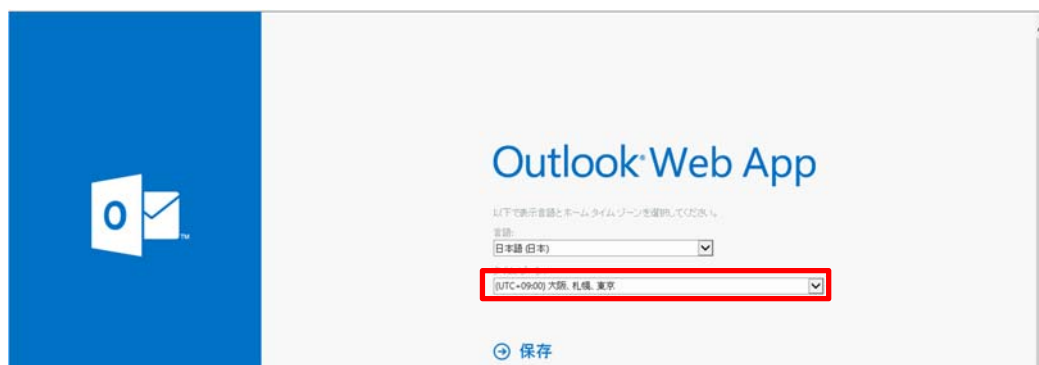 Outlook® Web App
以下で表示言語とホーム タイム ゾーンを選択してください。
言語:
日本語 (日本)
(UTC+09:00) 大阪、札幌、東京
保存
O
TM